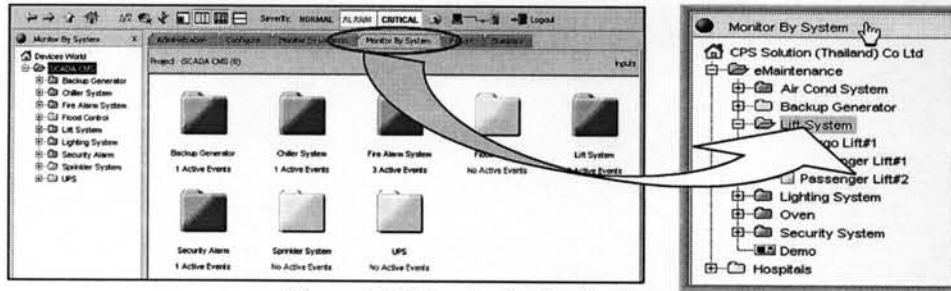 Severity: NORMAL ALARM CRITICAL Logout
Monitor By System X
Devices World
iSCADA CMS
Backup Generator
Chiller System
Fire Alarm System
Flood Control
Lift System
Lighting System
Security Alarm
Sprinkler System
UPS
Administration Configure Monitor By System
Project : iSCADA CMS (8) Inputs
Backup Generator Chiller System Fire Alarm System Lift System
1 Active Events 1 Active Events 3 Active Events No Active Events Events
Security Alarm Sprinkler System UPS
1 Active Events No Active Events No Active Events
Monitor By System
CPS Solution (Thailand) Co Ltd
eMaintenance
Air Cond System
Backup Generator
Lift System
Lift#1
Lift#1
Passenger Lift#2
Lighting System
Oven
Security System
Demo
Hospitals